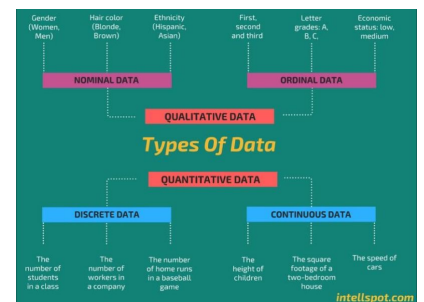 Gender
(Women,
Men)
Hair color
(Blonde,
Brown)
Ethnicity
(Hispanic,
Asian)
First,
second
and third
Letter
grades: A,
B, C,
Economic
status: low,
medium
NOMINAL DATA
ORDINAL DATA
QUALITATIVE DATA
Types Of Data
QUANTITATIVE DATA
DISCRETE DATA
CONTINUOUS DATA
The
number of
students
in a class
The
number of
workers in
a company
The number
of home runs
in a baseball
game
The
height of
children
The square
footage of a
two-bedroom
house
The speed of
cars
intellspot.com